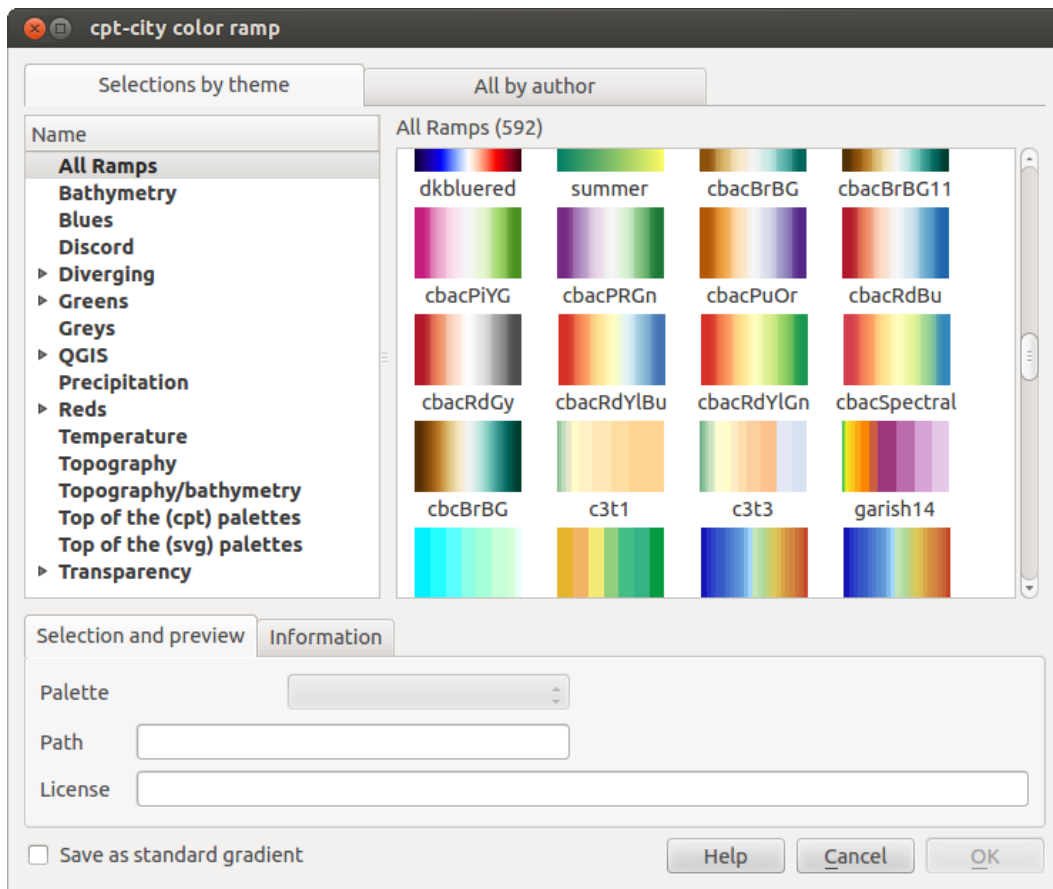 cpt-city color ramp
Selections by theme
All by author
Name
All Ramps
Bathymetry
Blues
Discord
Diverging
Greens
Greys
QGIS
Precipitation
Reds
Temperature
Topography
Topography/bathymetry
Top of the (cpt) palettes
Top of the (svg) palettes
Transparency
All Ramps (592)
dkbluered summer cbacBrBG cbacBrBG11
cbacPiYG cbacPRGn cbacPuOr cbacRdBu
cbacRdGy cbacRdYlBu cbacRdYlGn cbacSpectral
cbcBrBG c3t1 c3t3 garish14
Selection and preview
Information
Palette
Path
License
Save as standard gradient
Help
Cancel
OK